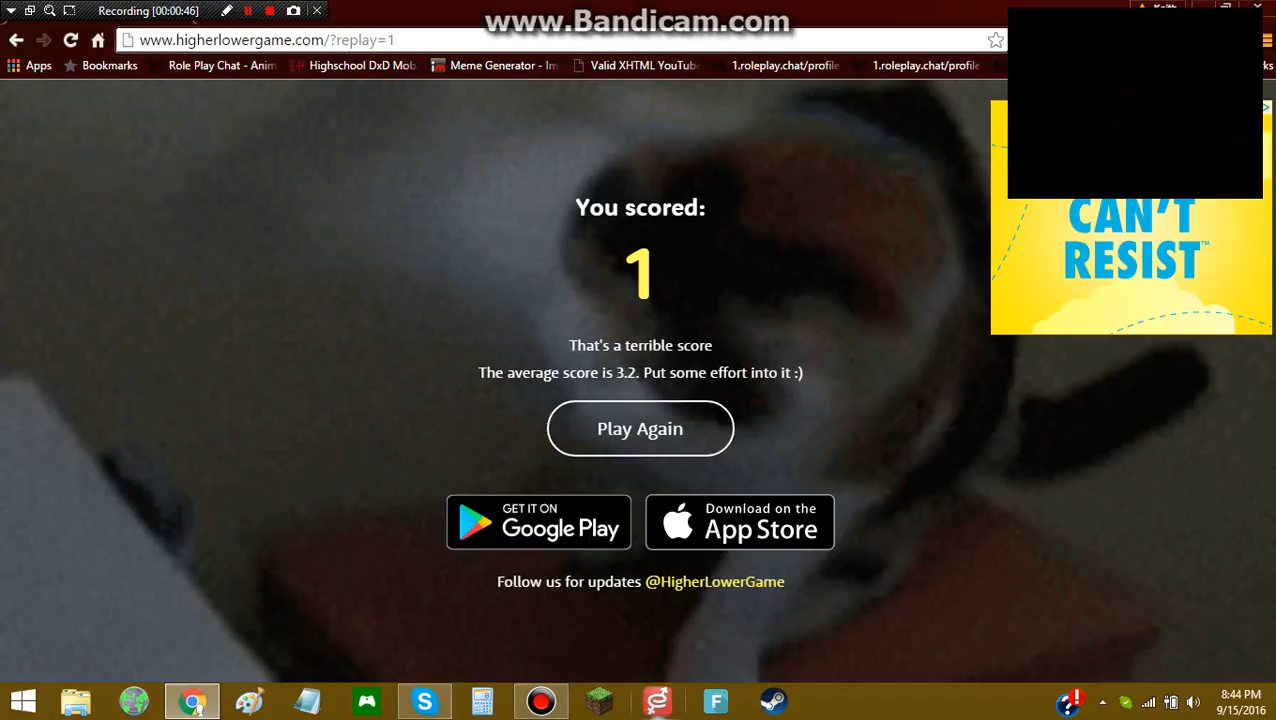 Recording [00:00:46]
www.Bandicam.com
Keith
www.higherlowergame.com/?replay=1
Apps
Bookmarks
Role Play Chat - Anim
Highschool DxD Mob
Meme Generator - Im
Valid XHTML YouTub
1.roleplay.chat/profile
1.roleplay.chat/profile
ks
You scored:
1
That's a terrible score
The average score is 3.2. Put some effort into it :)
Play Again
GET IT ON
Google Play
Download on the
App Store
Follow us for updates @HigherLowerGame
CAN'T
RESIST™
8:44 PM
9/15/2016